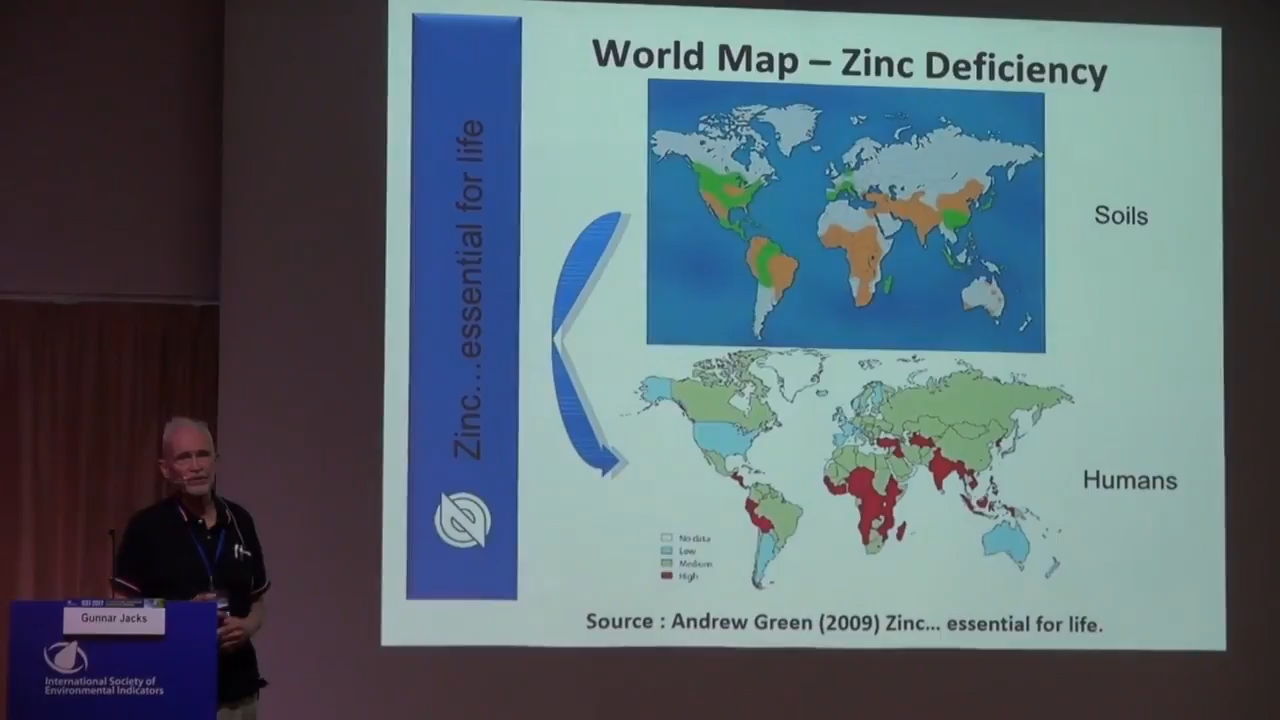 World Map – Zinc Deficiency
Zinc...essential for life
Soils
Humans
No data
Low
Medium
High
Source : Andrew Green (2009) Zinc... essential for life.
Gunnar Jacks
International Society of
Environmental Indicators